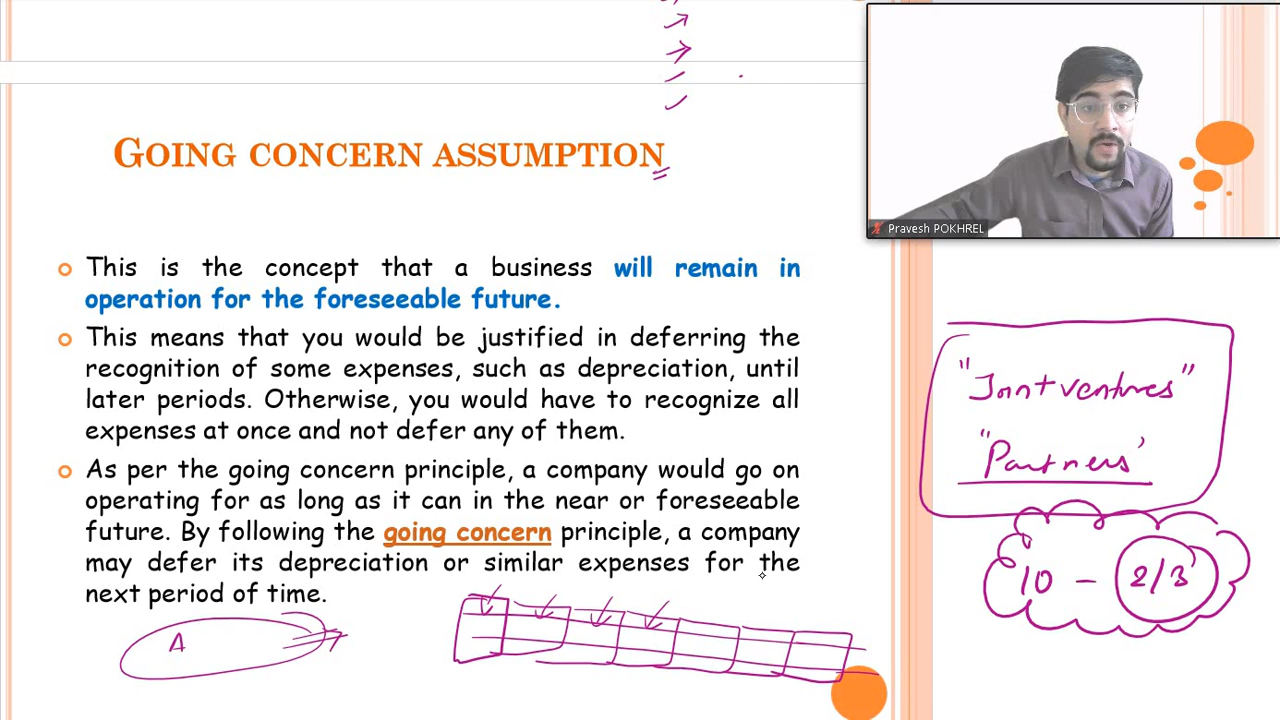 GOING CONCERN ASSUMPTION
This is the concept that a business will remain in
operation for the foreseeable future.
This means that you would be justified in deferring the
recognition of some expenses, such as depreciation, until
later periods. Otherwise, you would have to recognize all
expenses at once and not defer any of them.
As per the going concern principle, a company would go on
operating for as long as it can in the near or foreseeable
future. By following the going concern principle, a company
may defer its depreciation or similar expenses for the
next period of time.
A
Pravesh POKHREL
"Joint ventures"
"Partners"
10 - 2/3